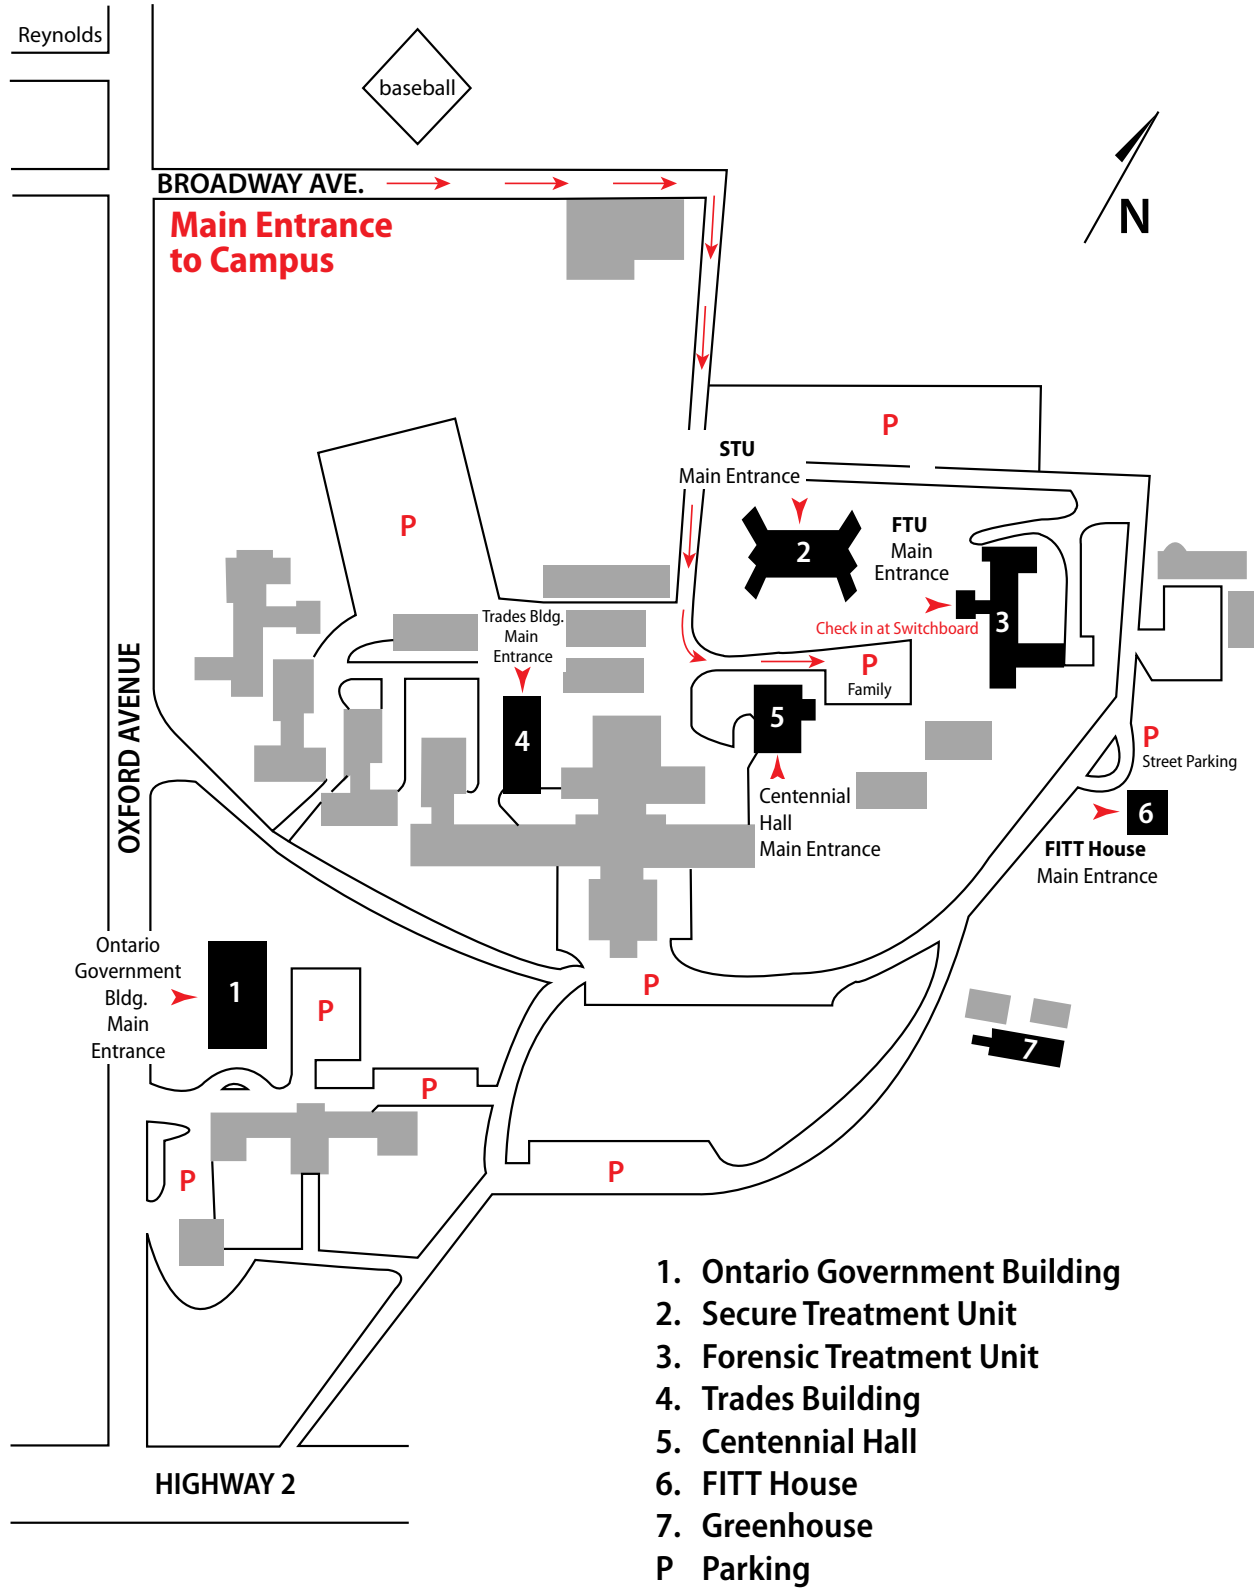 Reynolds
baseball
BROADWAY AVE.
Main Entrance
to Campus
N
P
STU
Main Entrance
P
2
FTU
Main
Entrance
Check in at Switchboard
3
Trades Bldg.
Main
Entrance
P
Family
OXFORD AVENUE
4
5
P
Street Parking
Centennial
Hall
Main Entrance
6
FITT House
Main Entrance
Ontario
Government
Bldg.
Main
Entrance
1
P
P
7
P
P
P
HIGHWAY 2
1. Ontario Government Building
2. Secure Treatment Unit
3. Forensic Treatment Unit
4. Trades Building
5. Centennial Hall
6. FITT House
7. Greenhouse
P Parking